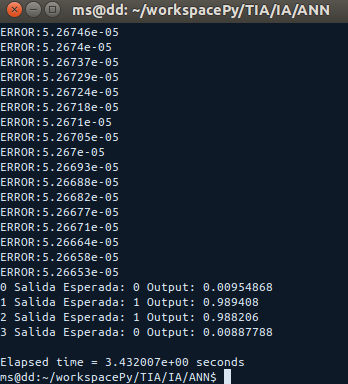 ms@dd: ~/workspacePy/TIA/IA/ANN
ERROR:5.26746e-05
ERROR:5.2674e-05
ERROR:5.26737e-05
ERROR:5.26729e-05
ERROR:5.26724e-05
ERROR:5.26718e-05
ERROR:5.2671e-05
ERROR:5.26705e-05
ERROR:5.267e-05
ERROR:5.26693e-05
ERROR:5.26688e-05
ERROR:5.26682e-05
ERROR:5.26677e-05
ERROR:5.26671e-05
ERROR:5.26664e-05
ERROR:5.26658e-05
ERROR:5.26653e-05
0 Salida Esperada: 0 Output: 0.00954868
1 Salida Esperada: 1 Output: 0.989408
2 Salida Esperada: 1 Output: 0.988206
3 Salida Esperada: 0 Output: 0.00887788
Elapsed time = 3.432007e+00 seconds
ms@dd:~/workspacePy/TIA/IA/ANN$